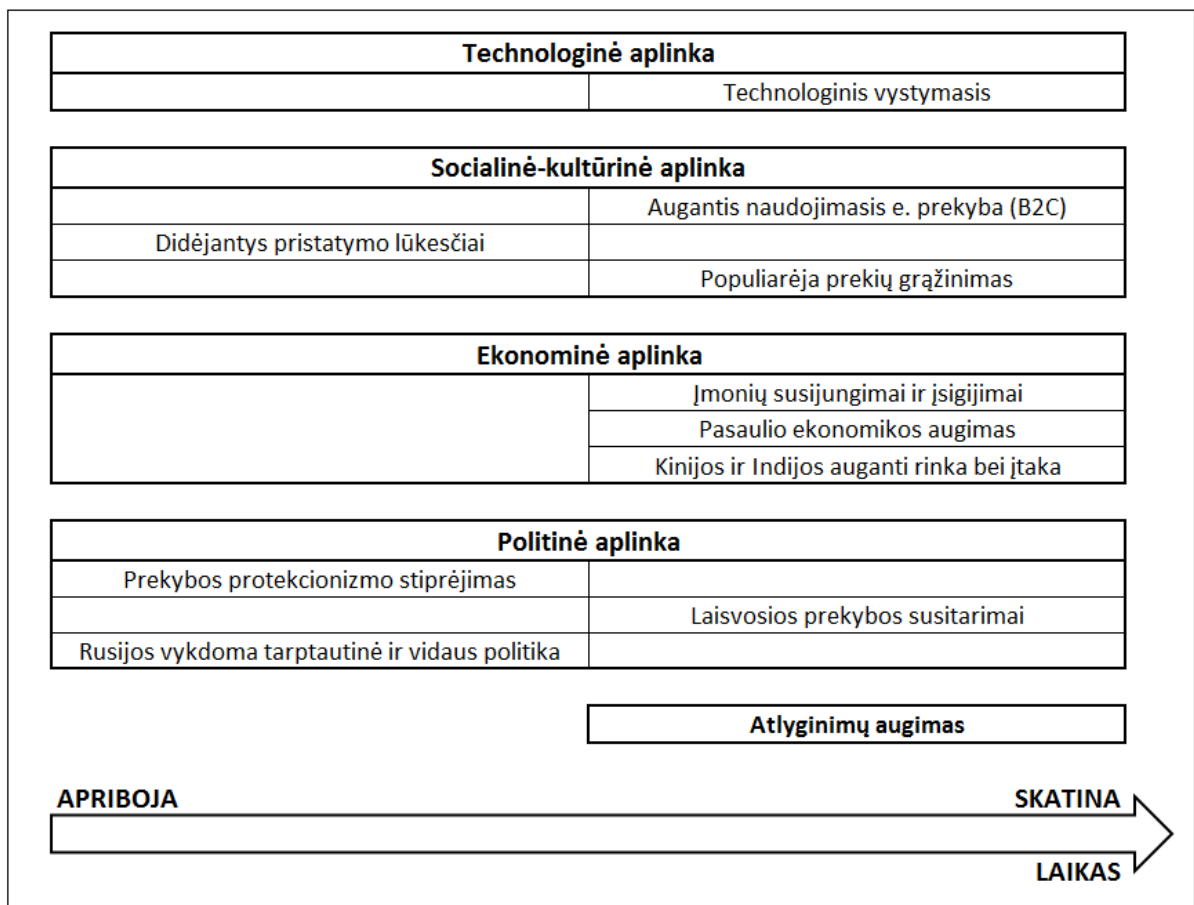 Technologinė aplinka
Technologinis vystymasis
Socialinė-kultūrinė aplinka
Augantis naudojimasis e. prekyba (B2C)
Didėjantys pristatymo lūkesčiai
Populiarėja prekių grąžinimas
Ekonominė aplinka
Įmonių susijungimai ir įsigijimai
Pasaulio ekonomikos augimas
Kinijos ir Indijos auganti rinka bei įtaka
Politinė aplinka
Prekybos protekcionizmo stiprėjimas
Laisvosios prekybos susitarimai
Rusijos vykdoma tarptautinė ir vidaus politika
Atlyginimų augimas
APRIBOJA SKATINA
LAIKAS